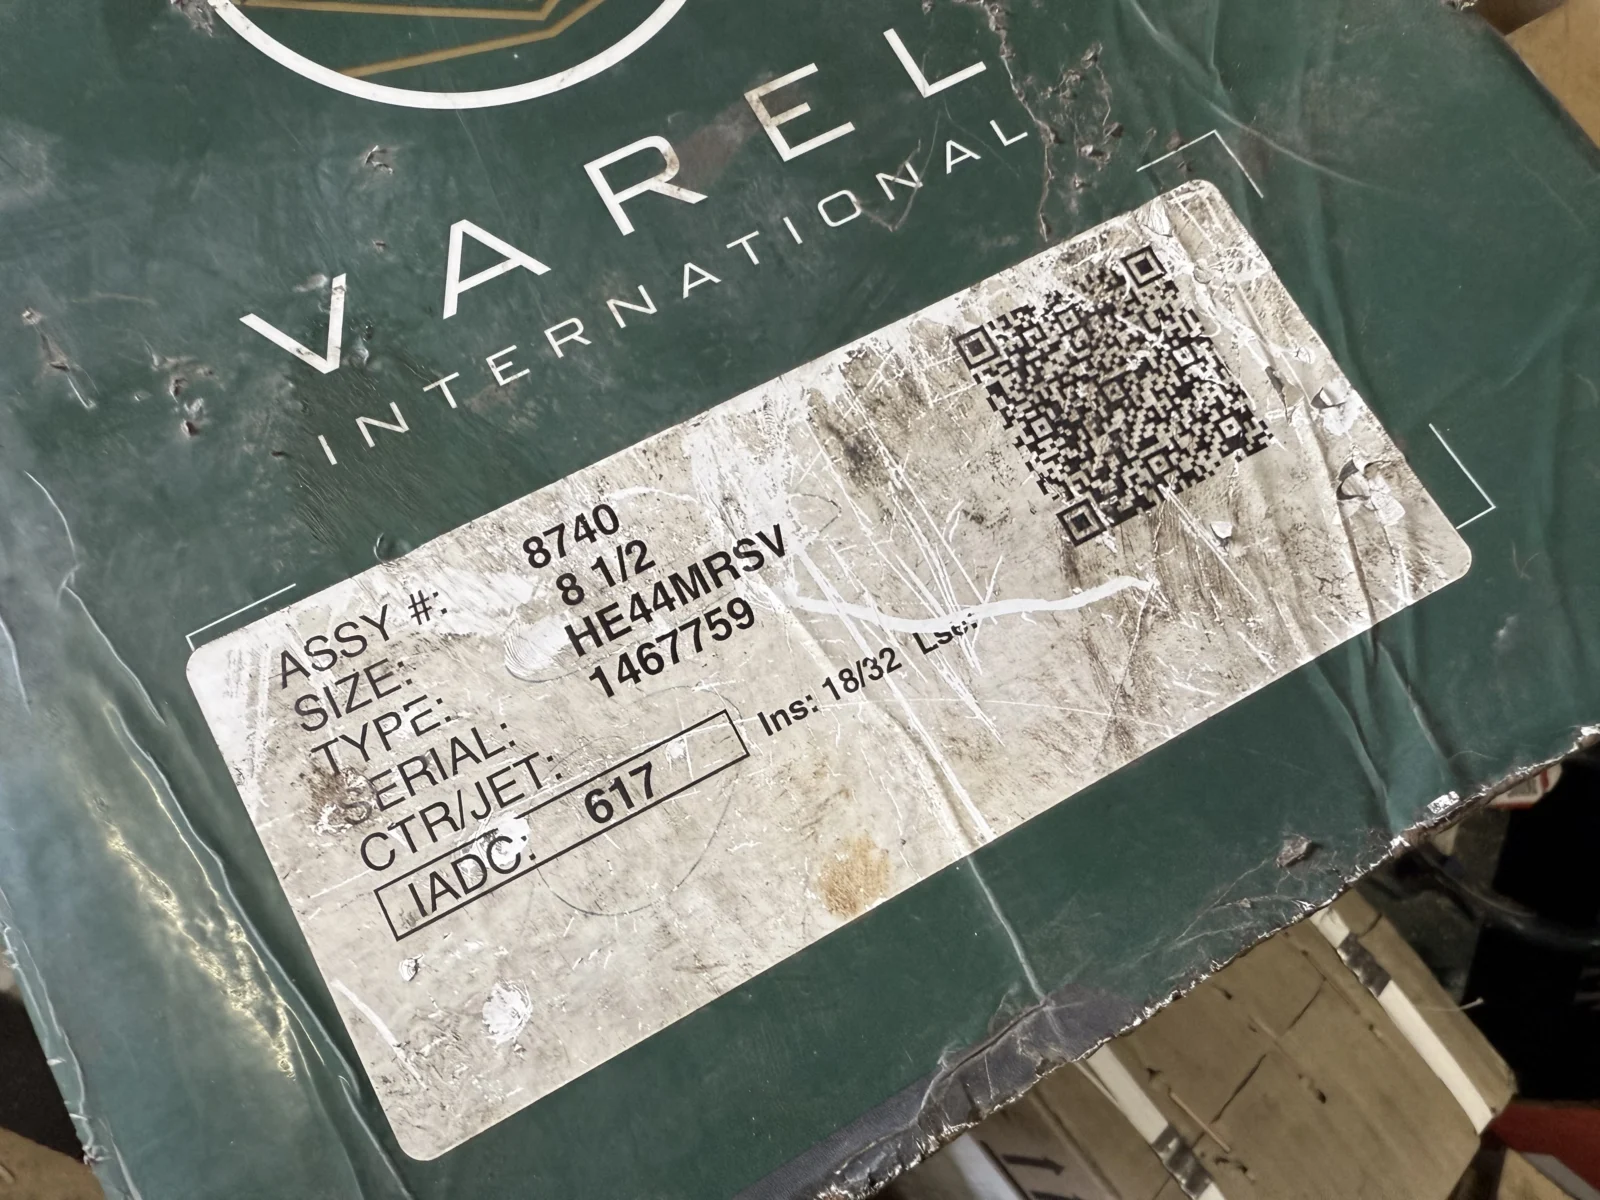 VAREL
INTERNATIONAL
ASSY #: 8740
SIZE: 8 1/2
TYPE: HE44MRSV
SERIAL: 1467759
CTR/JET:
IADC: 617 Ins: 18/32